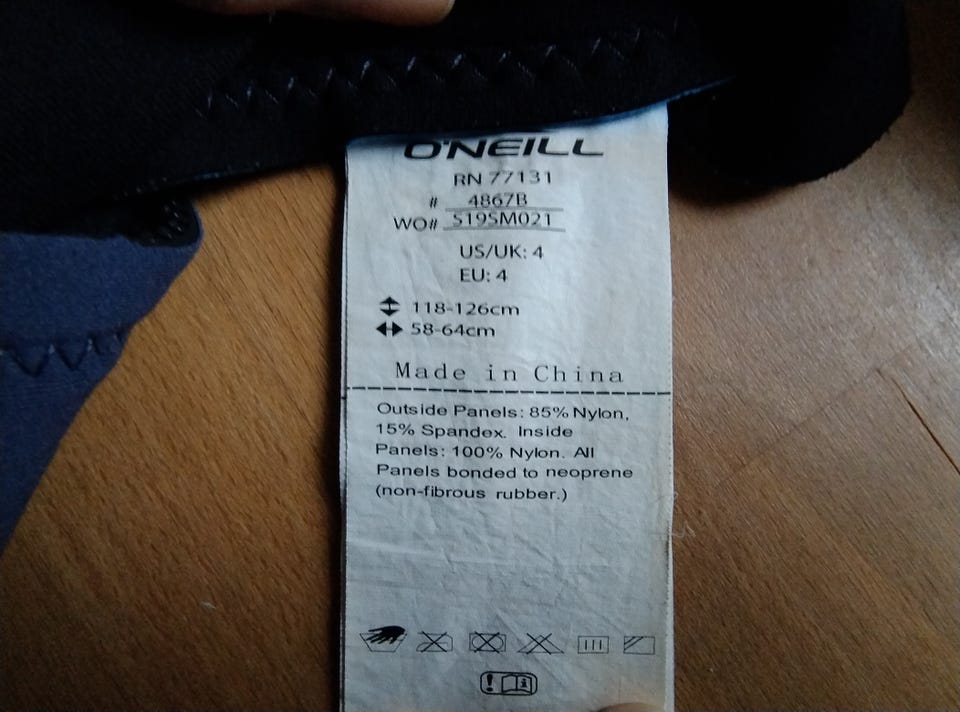 O'NEILL
RN 77131
# 4867B
WO# S19SM021
US/UK: 4
EU: 4
118-126cm
58-64cm
Made in China
Outside Panels: 85% Nylon,
15% Spandex. Inside
Panels: 100% Nylon. All
Panels bonded to neoprene
(non-fibrous rubber.)